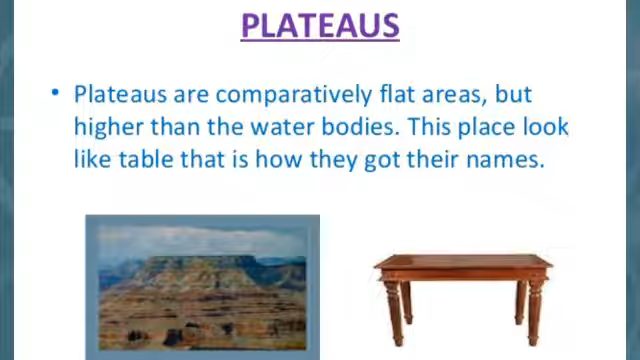 PLATEAUS
• Plateaus are comparatively flat areas, but
higher than the water bodies. This place look
like table that is how they got their names.